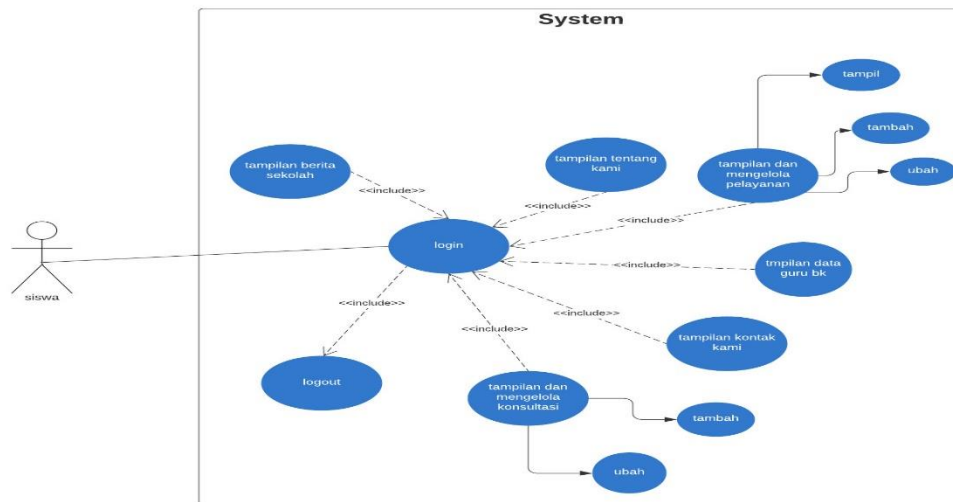 System
tampil
tambah
ubah
tampilan berita
sekolah
tampilan tentang
kami
tampilan dan
mengelola
pelayanan
<<include>>
<<include>>
<<include>>
login
tmpilan data
guru bk
<<include>>
siswa
<<include>>
<<include>>
<<include>>
tampilan kontak
kami
logout
tampilan dan
mengelola
konsultasi
tambah
ubah